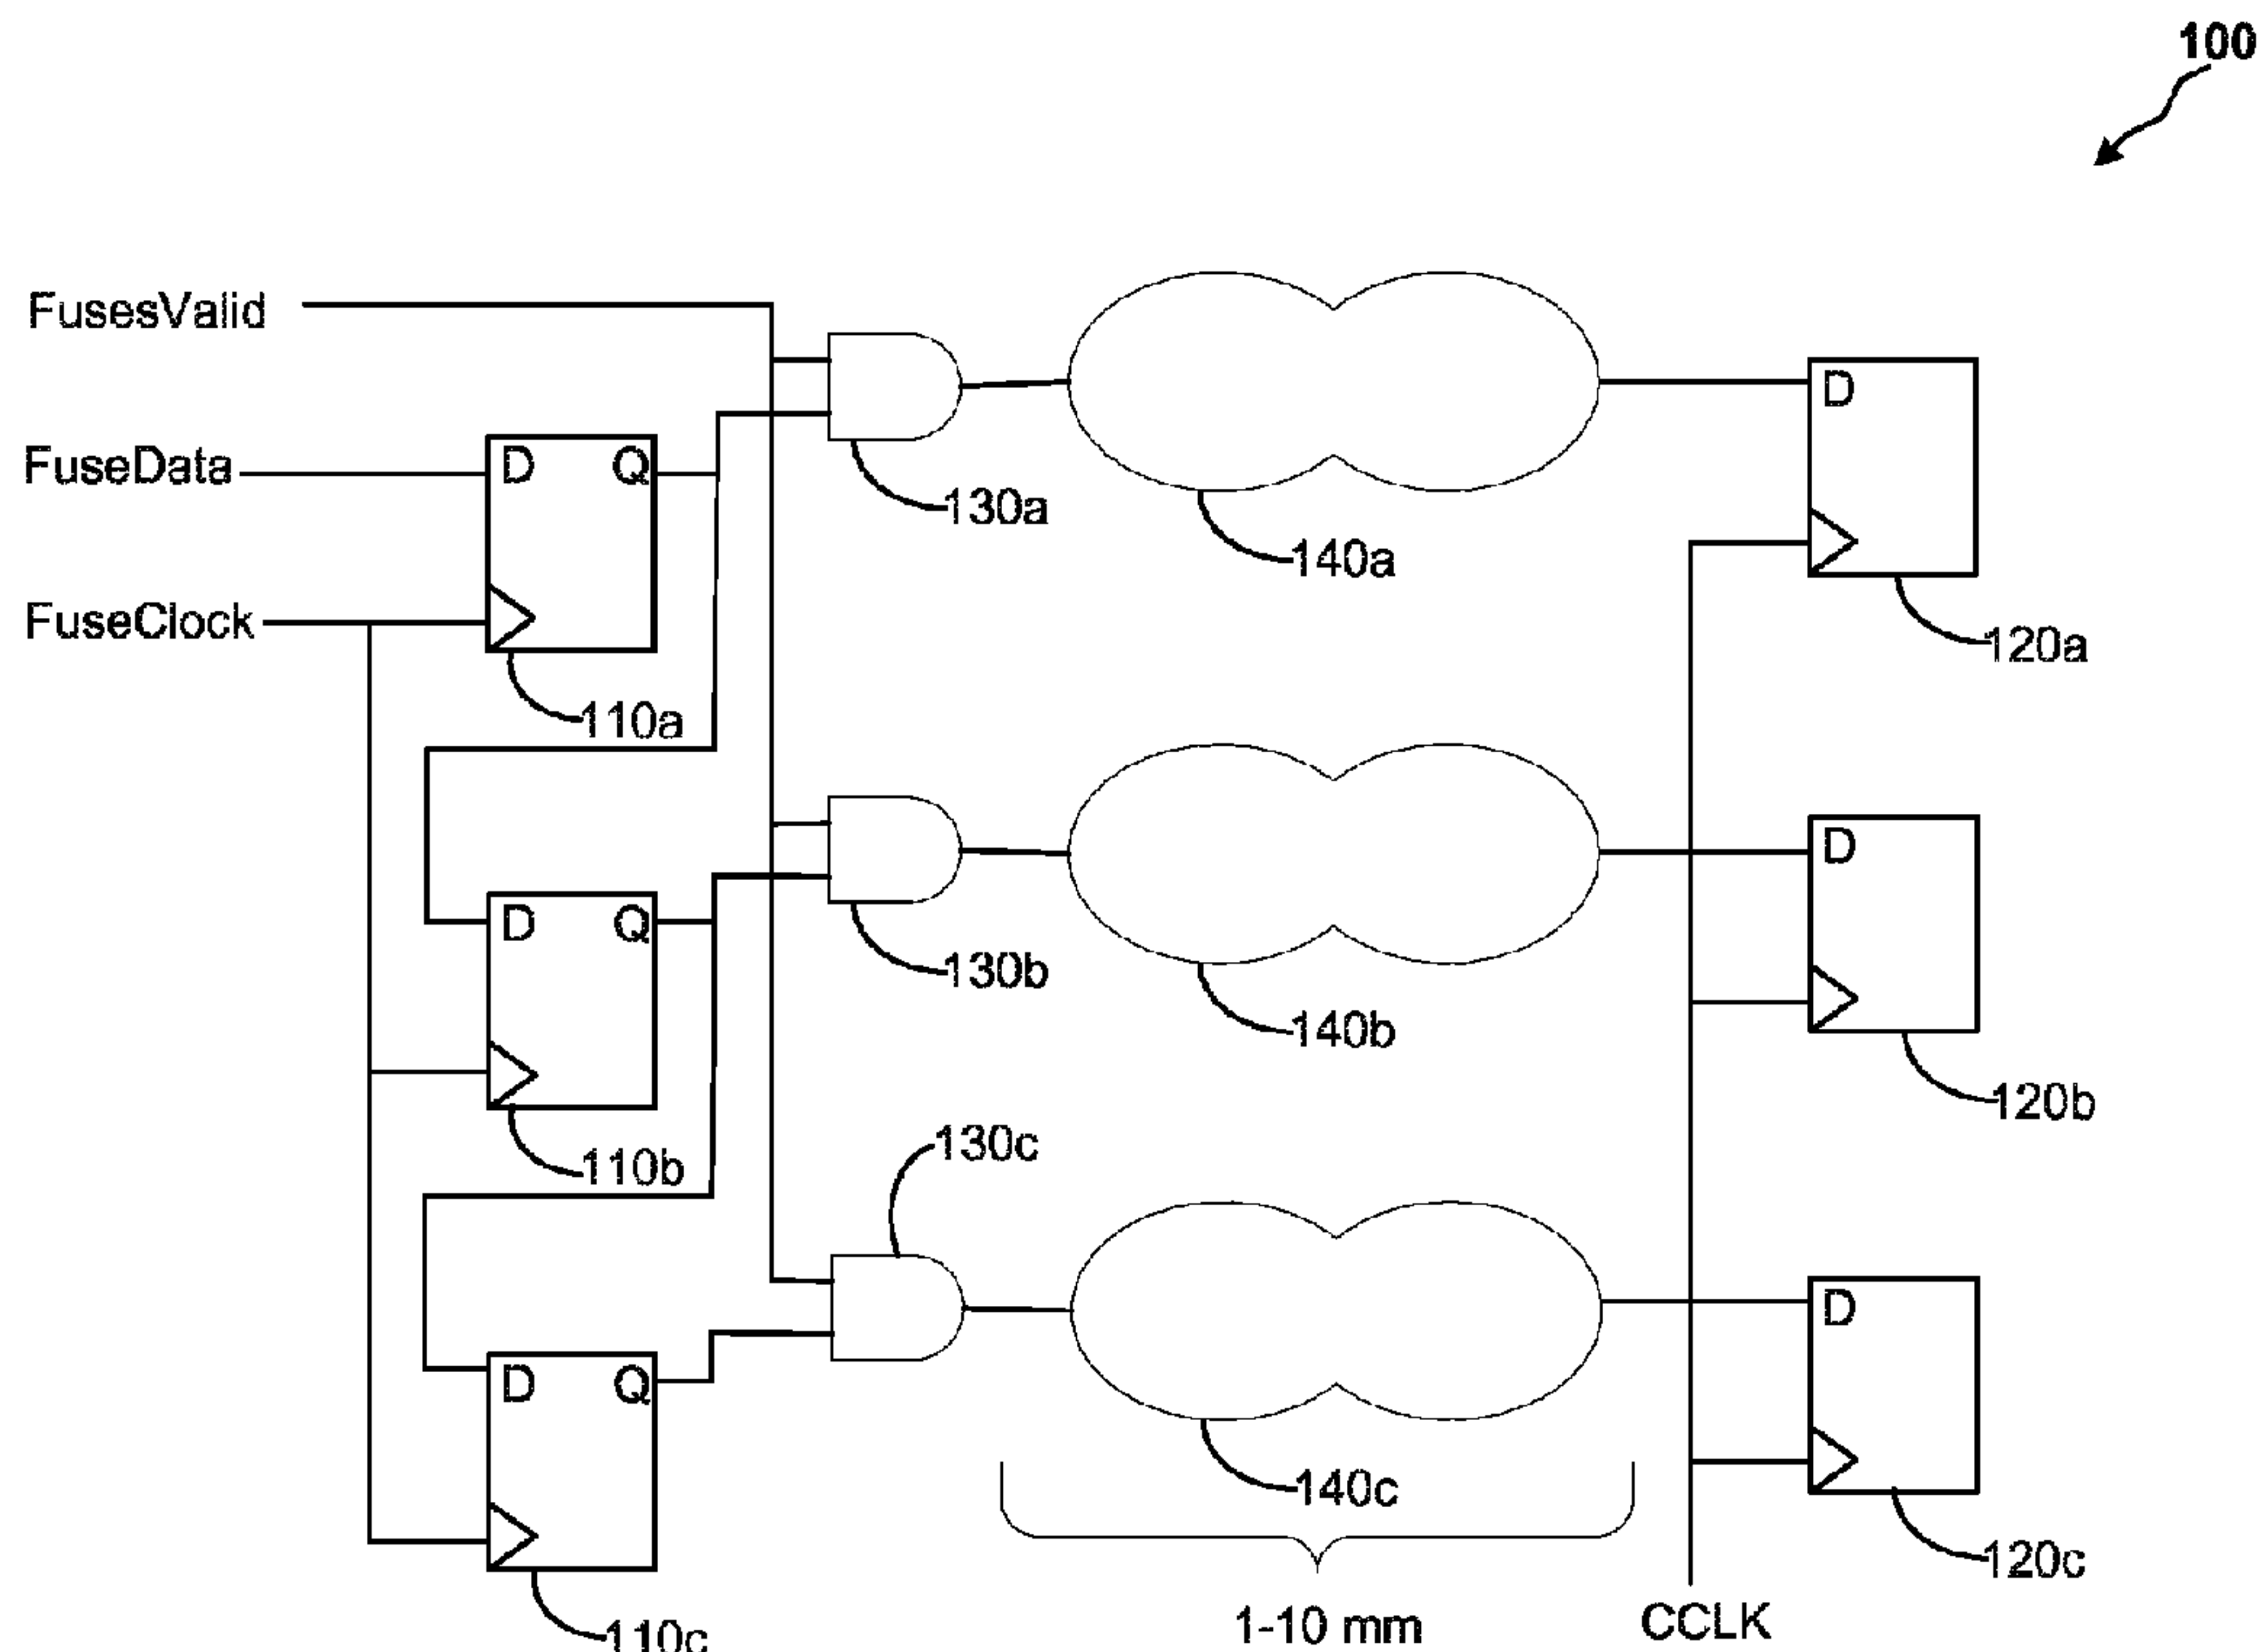 100
FusesValid
FuseData
D Q
D
130a
140a
FuseClock
120a
110a
D
D Q
130b
140b
120b
130c
110b
D
D Q
140c
120c
1-10 mm
CCLK
110c